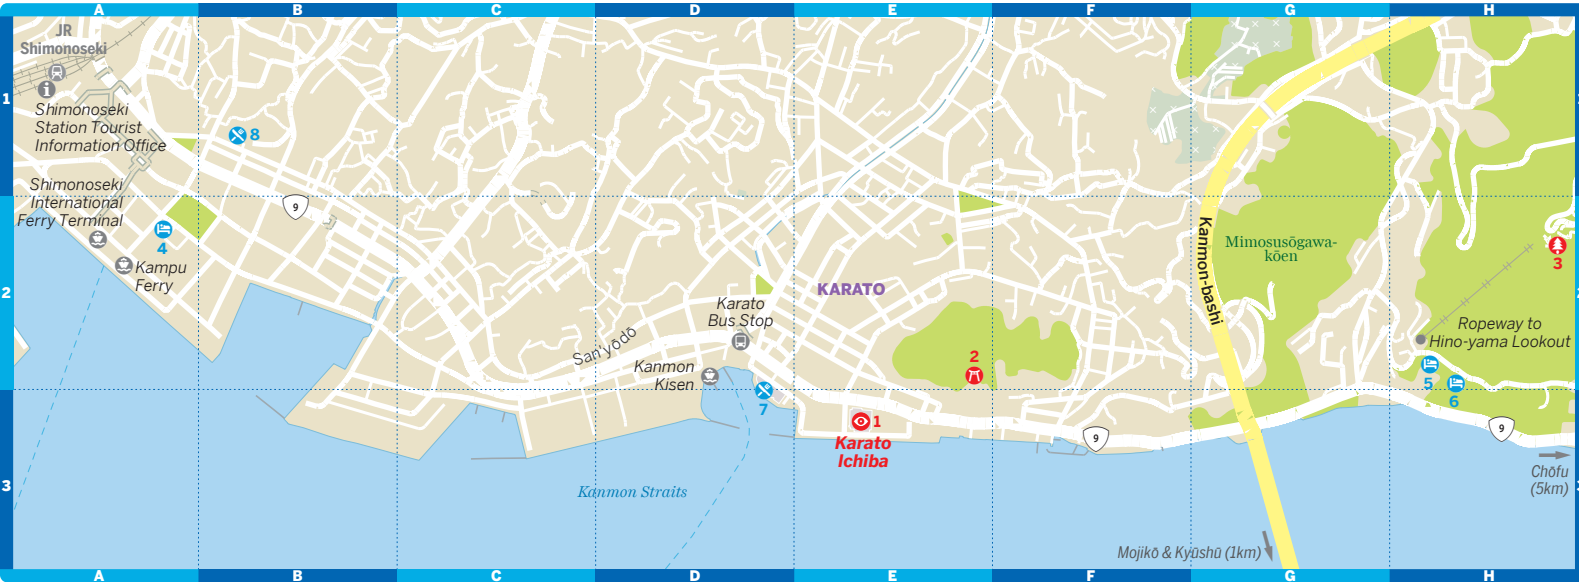 A B C D E F G H
JR
Shimonoseki
1
Shimonoseki
Station Tourist
Information Office
8
Shimonoseki
International
Ferry Terminal
4
9
Kampu
Ferry
2
Karato
Bus Stop
KARATO
San'yōdō
Kanmon
Kisen
7
2
1
Karato
Ichiba
Kanmon-bashi
Mimosusōgawa-
kōen
3
Ropeway to
Hino-yama Lookout
5
6
9
9
Chōfu
(5km)
3
Kanmon Straits
Mojikō & Kyūshū (1km)
A B C D E F G H